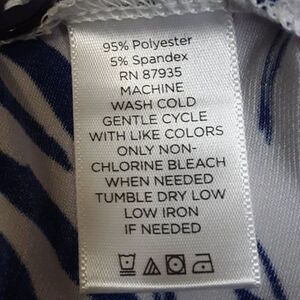 95% Polyester
5% Spandex
RN 87935
MACHINE
WASH COLD
GENTLE CYCLE
WITH LIKE COLORS
ONLY NON-
CHLORINE BLEACH
WHEN NEEDED
TUMBLE DRY LOW
LOW IRON
IF NEEDED